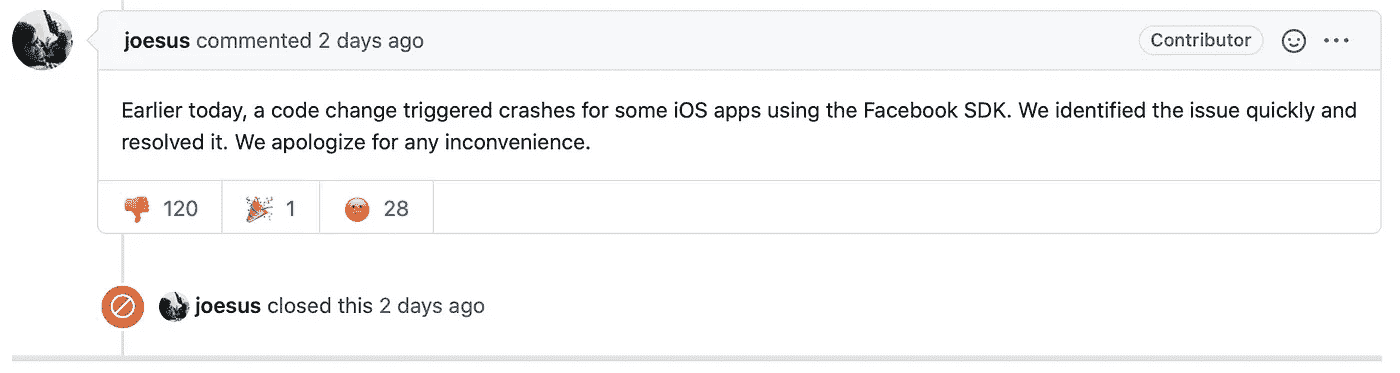 joesus commented 2 days ago Contributor
Earlier today, a code change triggered crashes for some iOS apps using the Facebook SDK. We identified the issue quickly and
resolved it. We apologize for any inconvenience.
120 1 28
joesus closed this 2 days ago